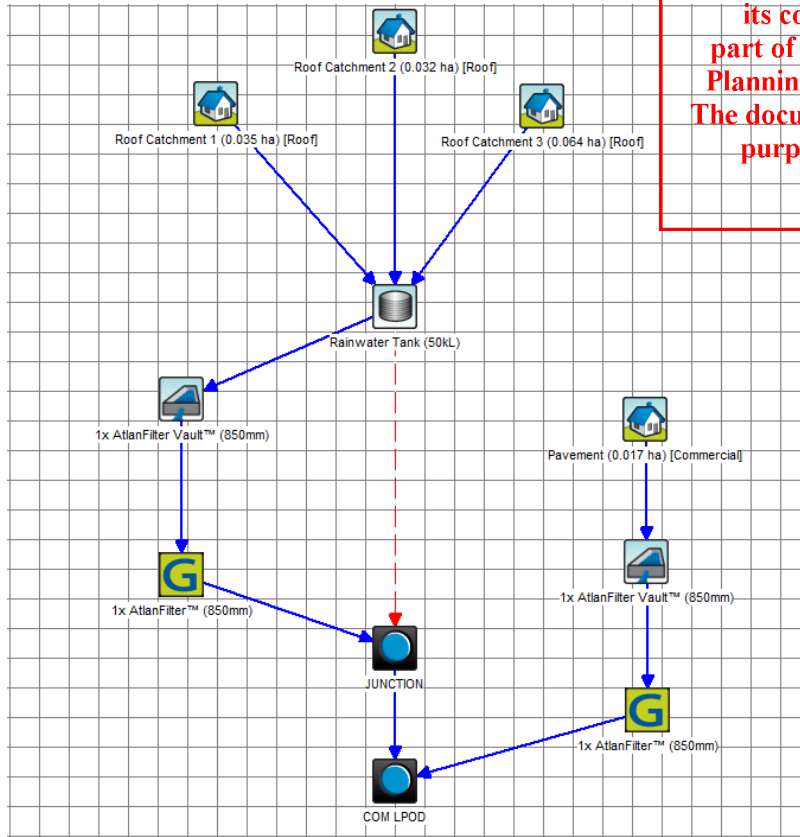 its co
part of
Plannin
The docu
purp
Roof Catchment 2 (0.032 ha) [Roof]
Roof Catchment 1 (0.035 ha) [Roof]
Roof Catchment 3 (0.064 ha) [Roof]
Rainwater Tank (50kL)
1x AtlanFilter Vault™ (850mm)
Pavement (0.017 ha) [Commercial]
G
1x AtlanFilter™ (850mm)
1x AtlanFilter Vault™ (850mm)
JUNCTION
G
1x AtlanFilter™ (850mm)
COM LPOD